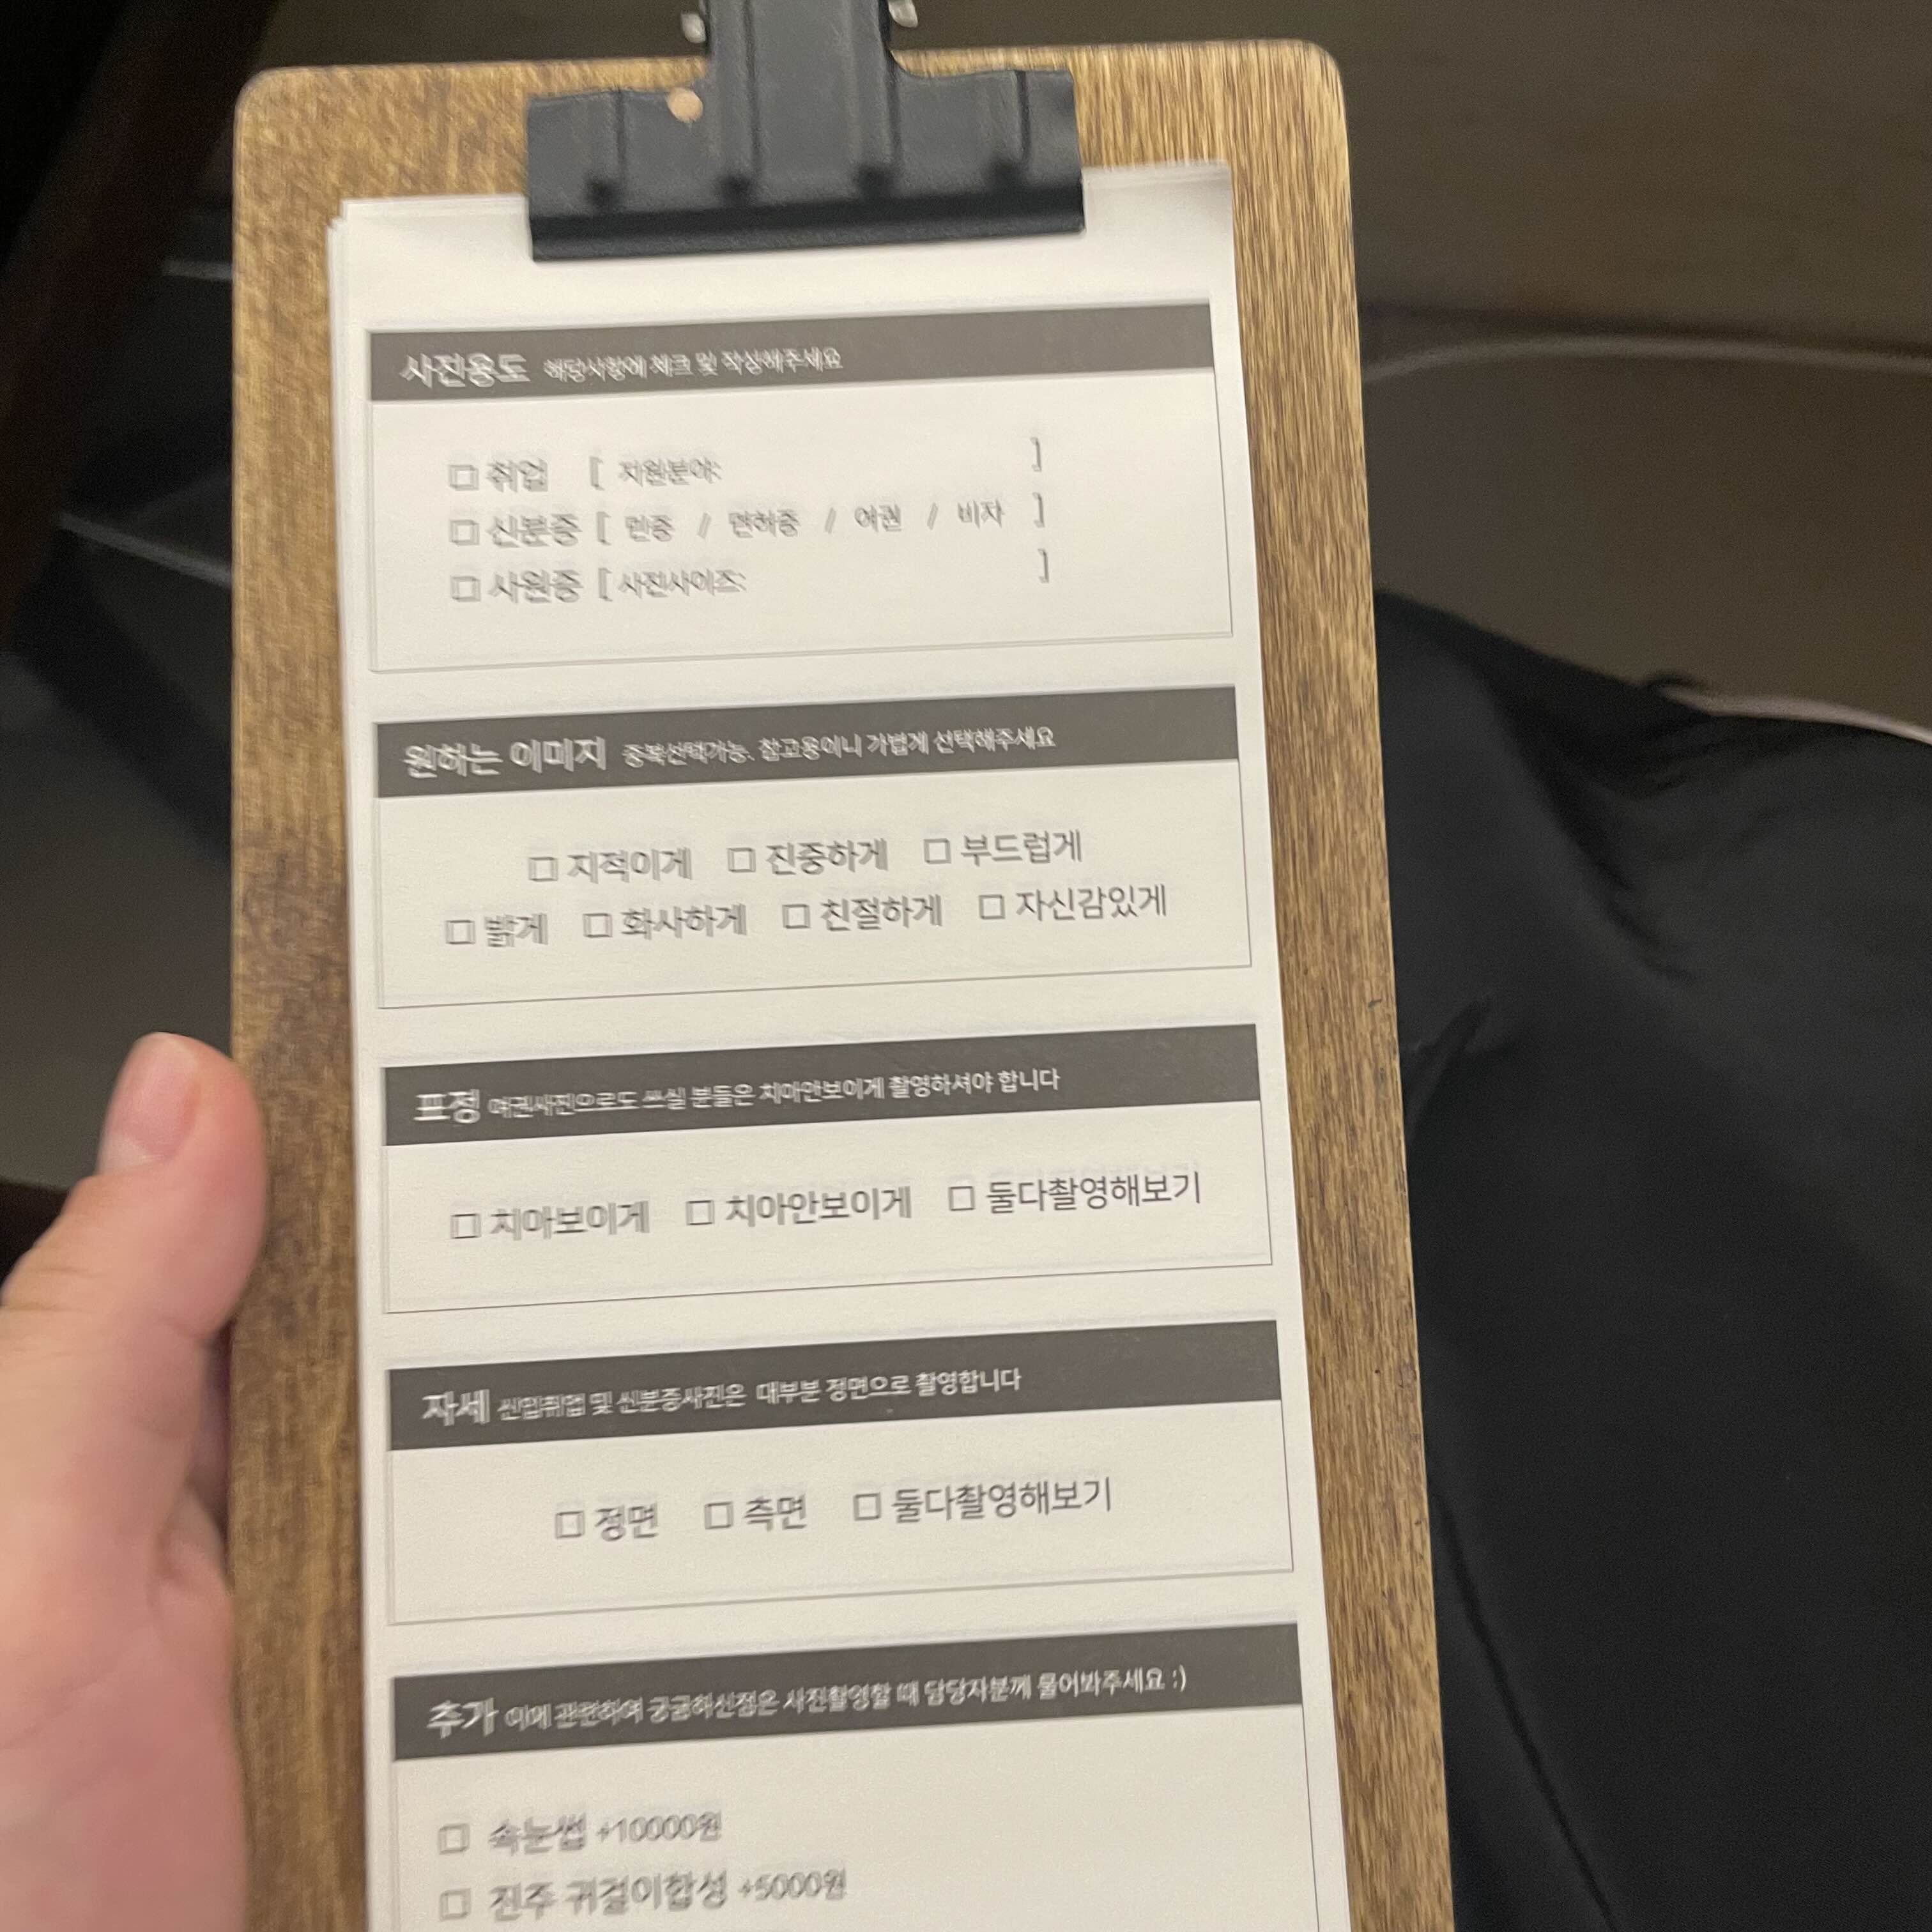 사진용도 해당사항에 체크 및 작성해주세요
□ 취업 [ 지원분야: ]
□ 신분증 [ 민증 / 면허증 / 여권 / 비자 ]
□ 사원증 [ 사진사이즈: ]
원하는 이미지 중복선택가능. 참고용이니 가볍게 선택해주세요
□ 지적이게 □ 진중하게 □ 부드럽게
□ 밝게 □ 화사하게 □ 친절하게 □ 자신감있게
표정 여권사진으로도 쓰실 분들은 치아안보이게 촬영하셔야 합니다
□ 치아보이게 □ 치아안보이게 □ 둘다촬영해보기
자세 신입취업 및 신분증사진은 대부분 정면으로 촬영합니다
□ 정면 □ 측면 □ 둘다촬영해보기
추가 이에 관련하여 궁금하신점은 사진촬영할 때 담당자분께 물어봐주세요 :)
□ 속눈썹 +10000원
□ 진주 귀걸이합성 +5000원